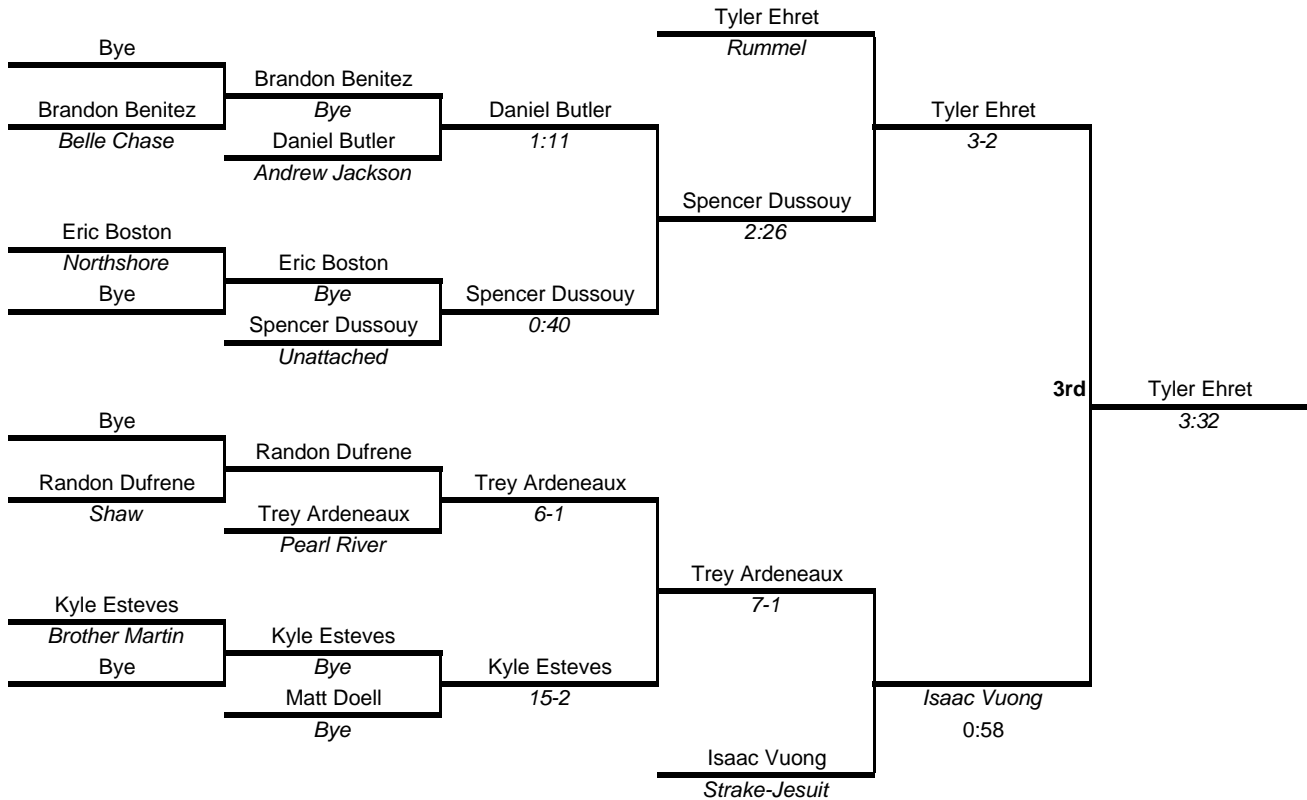 Tyler Ehret
Bye
Rummel
Brandon Benitez
Brandon Benitez
Bye
Daniel Butler
Tyler Ehret
Belle Chase
Daniel Butler
1:11
3-2
Andrew Jackson
Spencer Dussouy
Eric Boston
2:26
Northshore
Eric Boston
Bye
Bye
Spencer Dussouy
Spencer Dussouy
0:40
Unattached
3rd
Tyler Ehret
Bye
3:32
Randon Dufrene
Randon Dufrene
Trey Ardeneaux
Shaw
Trey Ardeneaux
6-1
Pearl River
Trey Ardeneaux
Kyle Esteves
7-1
Brother Martin
Kyle Esteves
Bye
Bye
Kyle Esteves
Matt Doell
15-2
Isaac Vuong
Bye
0:58
Isaac Vuong
Strake-Jesuit